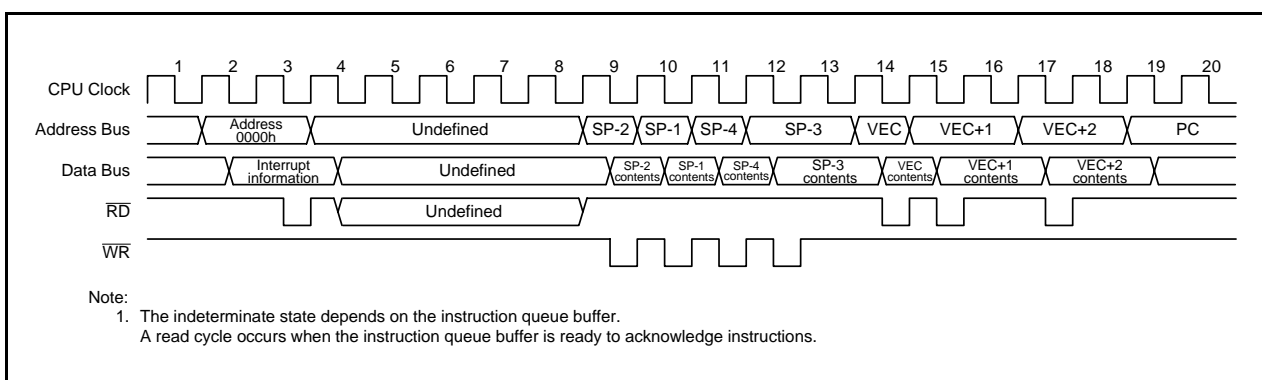 1 2 3 4 5 6 7 8 9 10 11 12 13 14 15 16 17 18 19 20
CPU Clock
Address Bus
Address
0000h
Undefined
SP-2
SP-1
SP-4
SP-3
VEC
VEC+1
VEC+2
PC
Data Bus
Interrupt
information
Undefined
SP-2
contents
SP-1
contents
SP-4
contents
SP-3
contents
VEC
contents
VEC+1
contents
VEC+2
contents
RD
Undefined
WR
Note:
1. The indeterminate state depends on the instruction queue buffer.
A read cycle occurs when the instruction queue buffer is ready to acknowledge instructions.